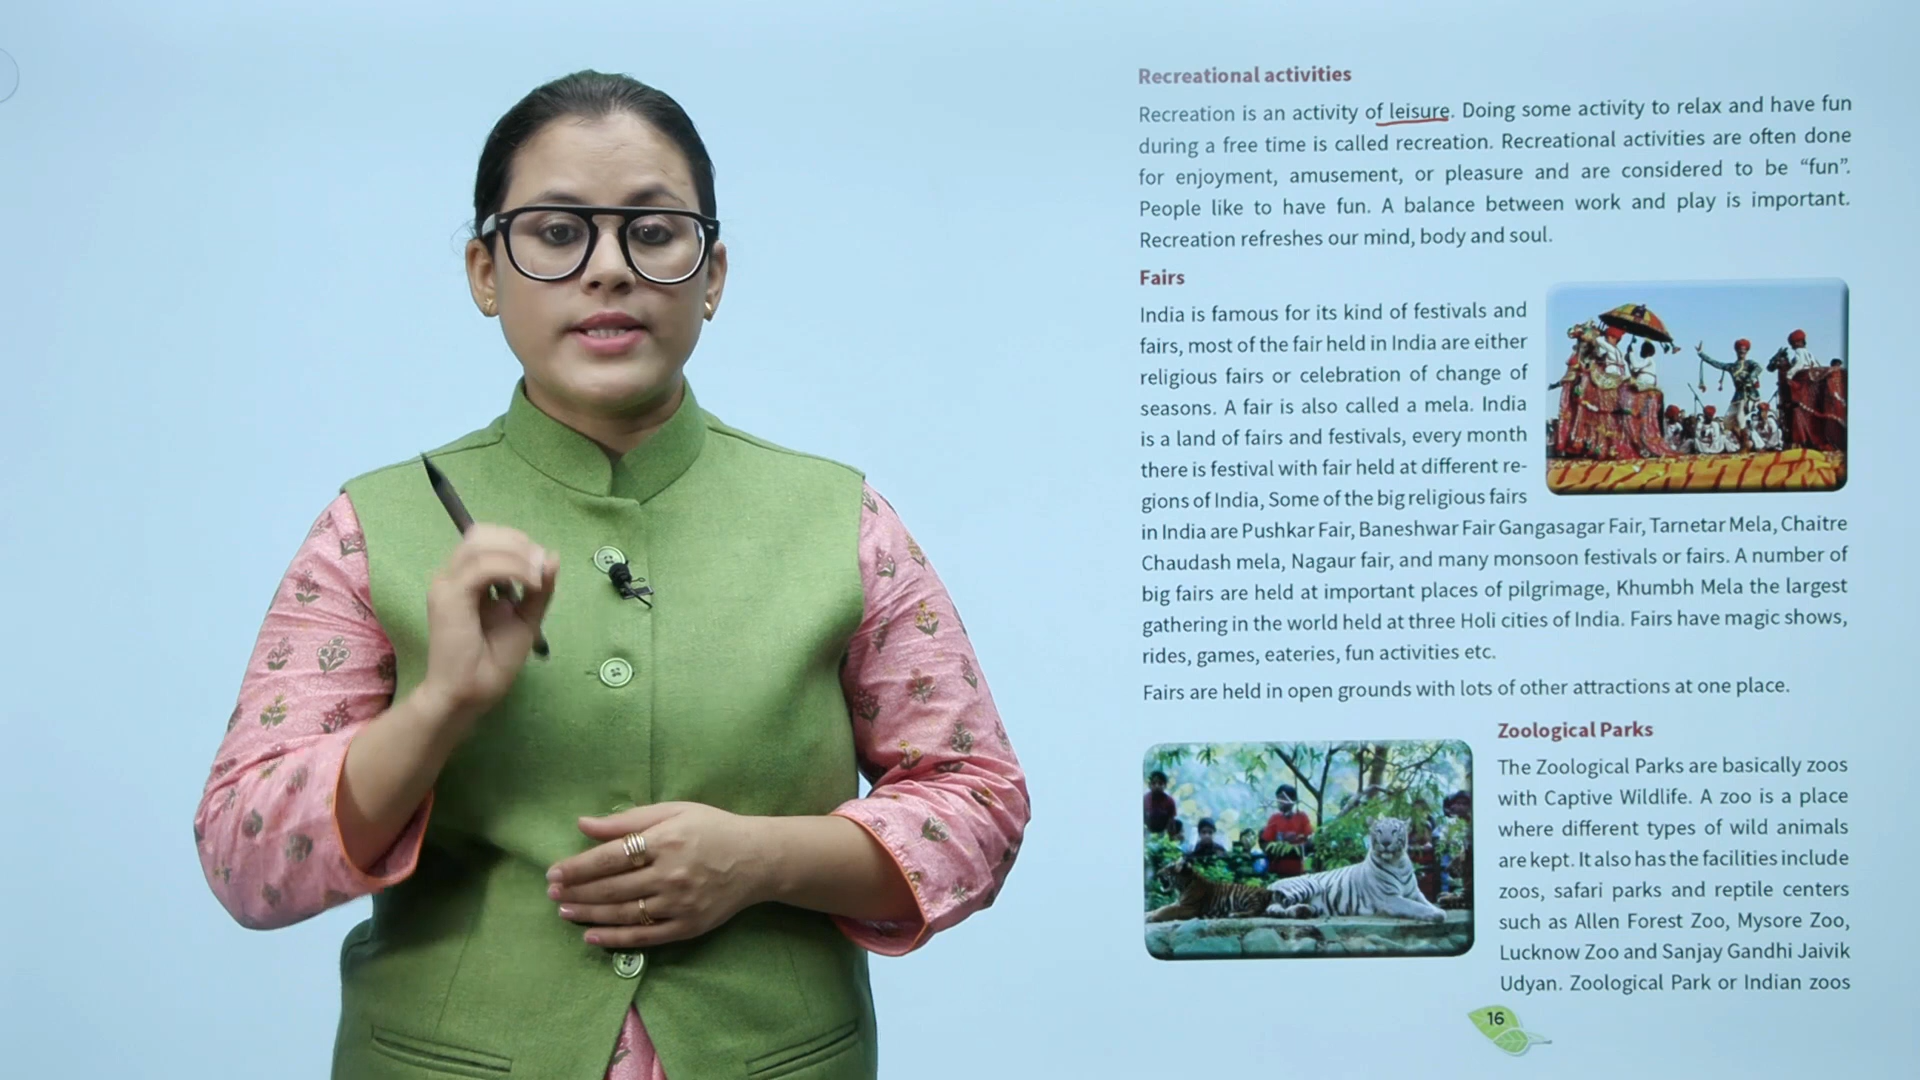 Recreational activities
Recreation is an activity of leisure. Doing some activity to relax and have fun
during a free time is called recreation. Recreational activities are often done
for enjoyment, amusement, or pleasure and are considered to be “fun”.
People like to have fun. A balance between work and play is important.
Recreation refreshes our mind, body and soul.
Fairs
India is famous for its kind of festivals and
fairs, most of the fair held in India are either
religious fairs or celebration of change of
seasons. A fair is also called a mela. India
is a land of fairs and festivals, every month
there is festival with fair held at different re-
gions of India, Some of the big religious fairs
in India are Pushkar Fair, Baneshwar Fair Gangasagar Fair, Tarnetar Mela, Chaitre
Chaudash mela, Nagaur fair, and many monsoon festivals or fairs. A number of
big fairs are held at important places of pilgrimage, Khumbh Mela the largest
gathering in the world held at three Holi cities of India. Fairs have magic shows,
rides, games, eateries, fun activities etc.
Fairs are held in open grounds with lots of other attractions at one place.
Zoological Parks
The Zoological Parks are basically zoos
with Captive Wildlife. A zoo is a place
where different types of wild animals
are kept. It also has the facilities include
zoos, safari parks and reptile centers
such as Allen Forest Zoo, Mysore Zoo,
Lucknow Zoo and Sanjay Gandhi Jaivik
Udyan. Zoological Park or Indian zoos
16